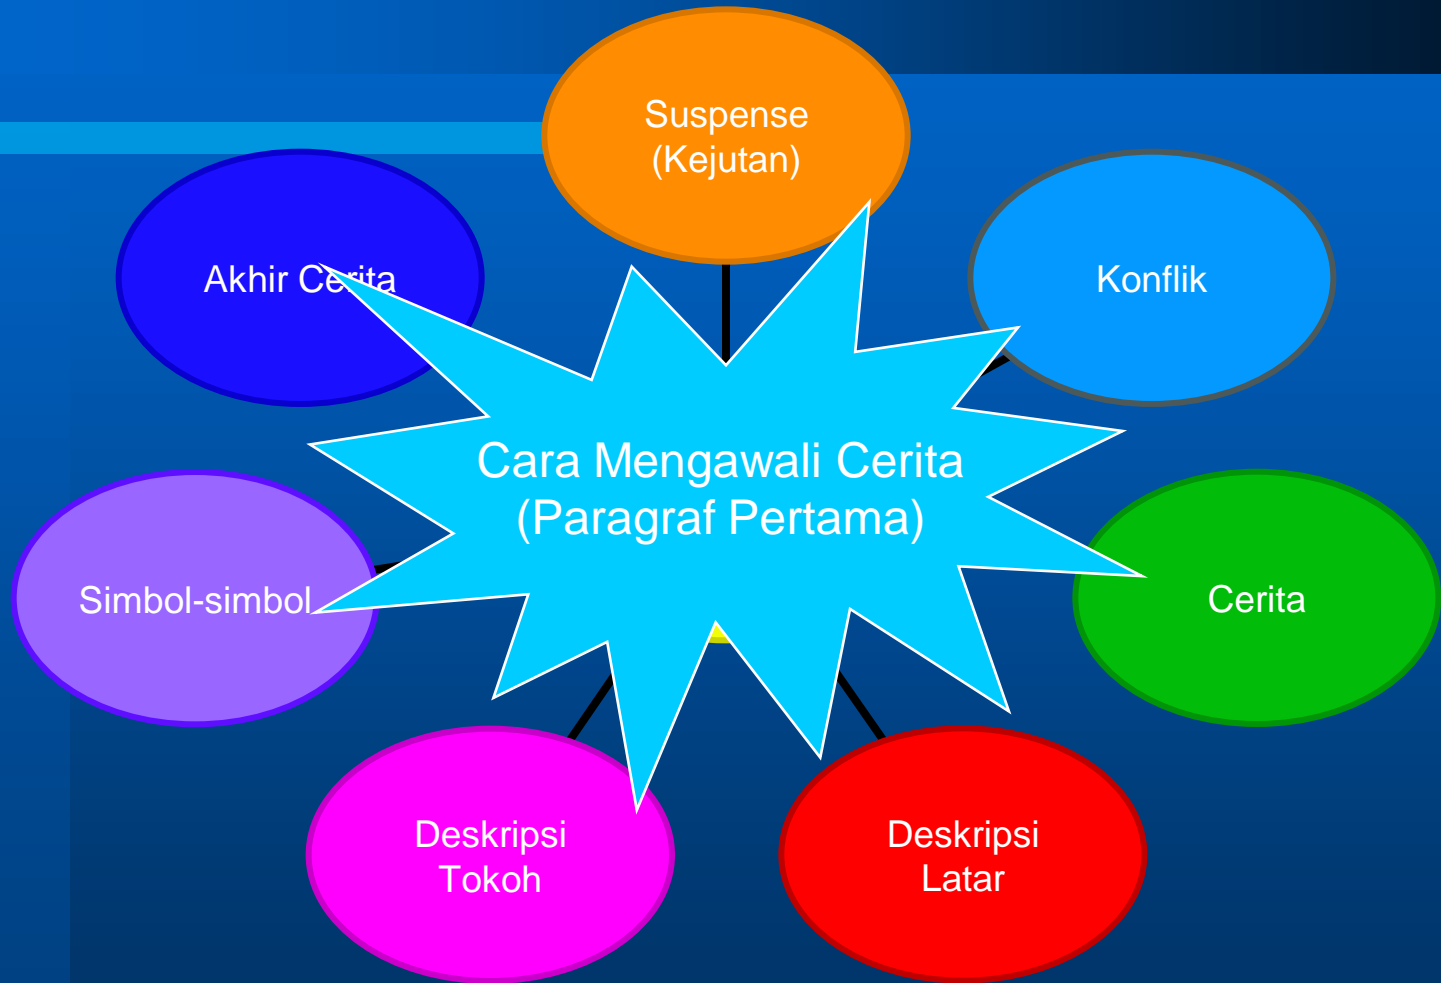 Suspense
(Kejutan)
Akhir Cerita
Konflik
Cara Mengawali Cerita
(Paragraf Pertama)
Simbol-simbol
Cerita
Deskripsi
Tokoh
Deskripsi
Latar